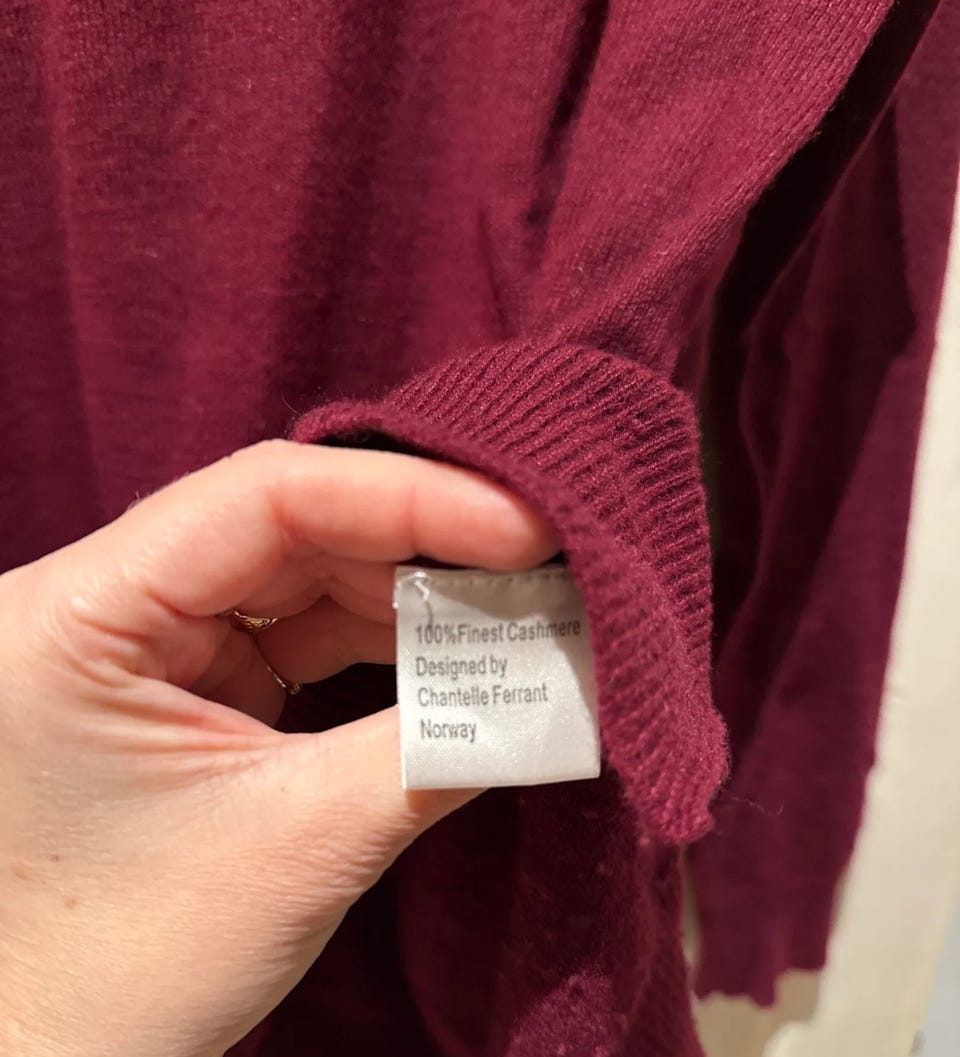 100%Finest Cashmere
Designed by
Chantelle Ferrant
Norway